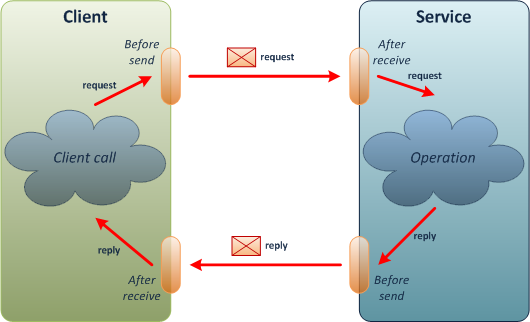 Client
Service
Before
send
request
After
receive
request
request
Client call
Operation
reply
reply
reply
After
receive
Before
send